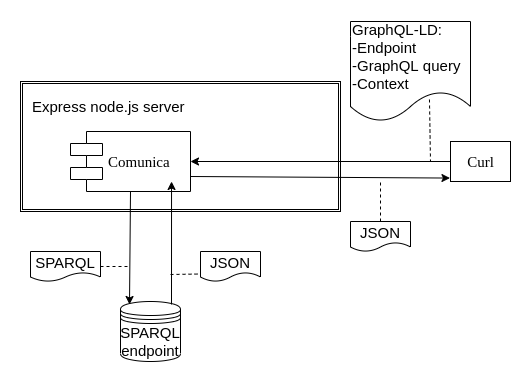 GraphQL-LD:
-Endpoint
-GraphQL query
-Context
Express node.js server
Comunica
Curl
JSON
SPARQL
JSON
SPARQL
endpoint